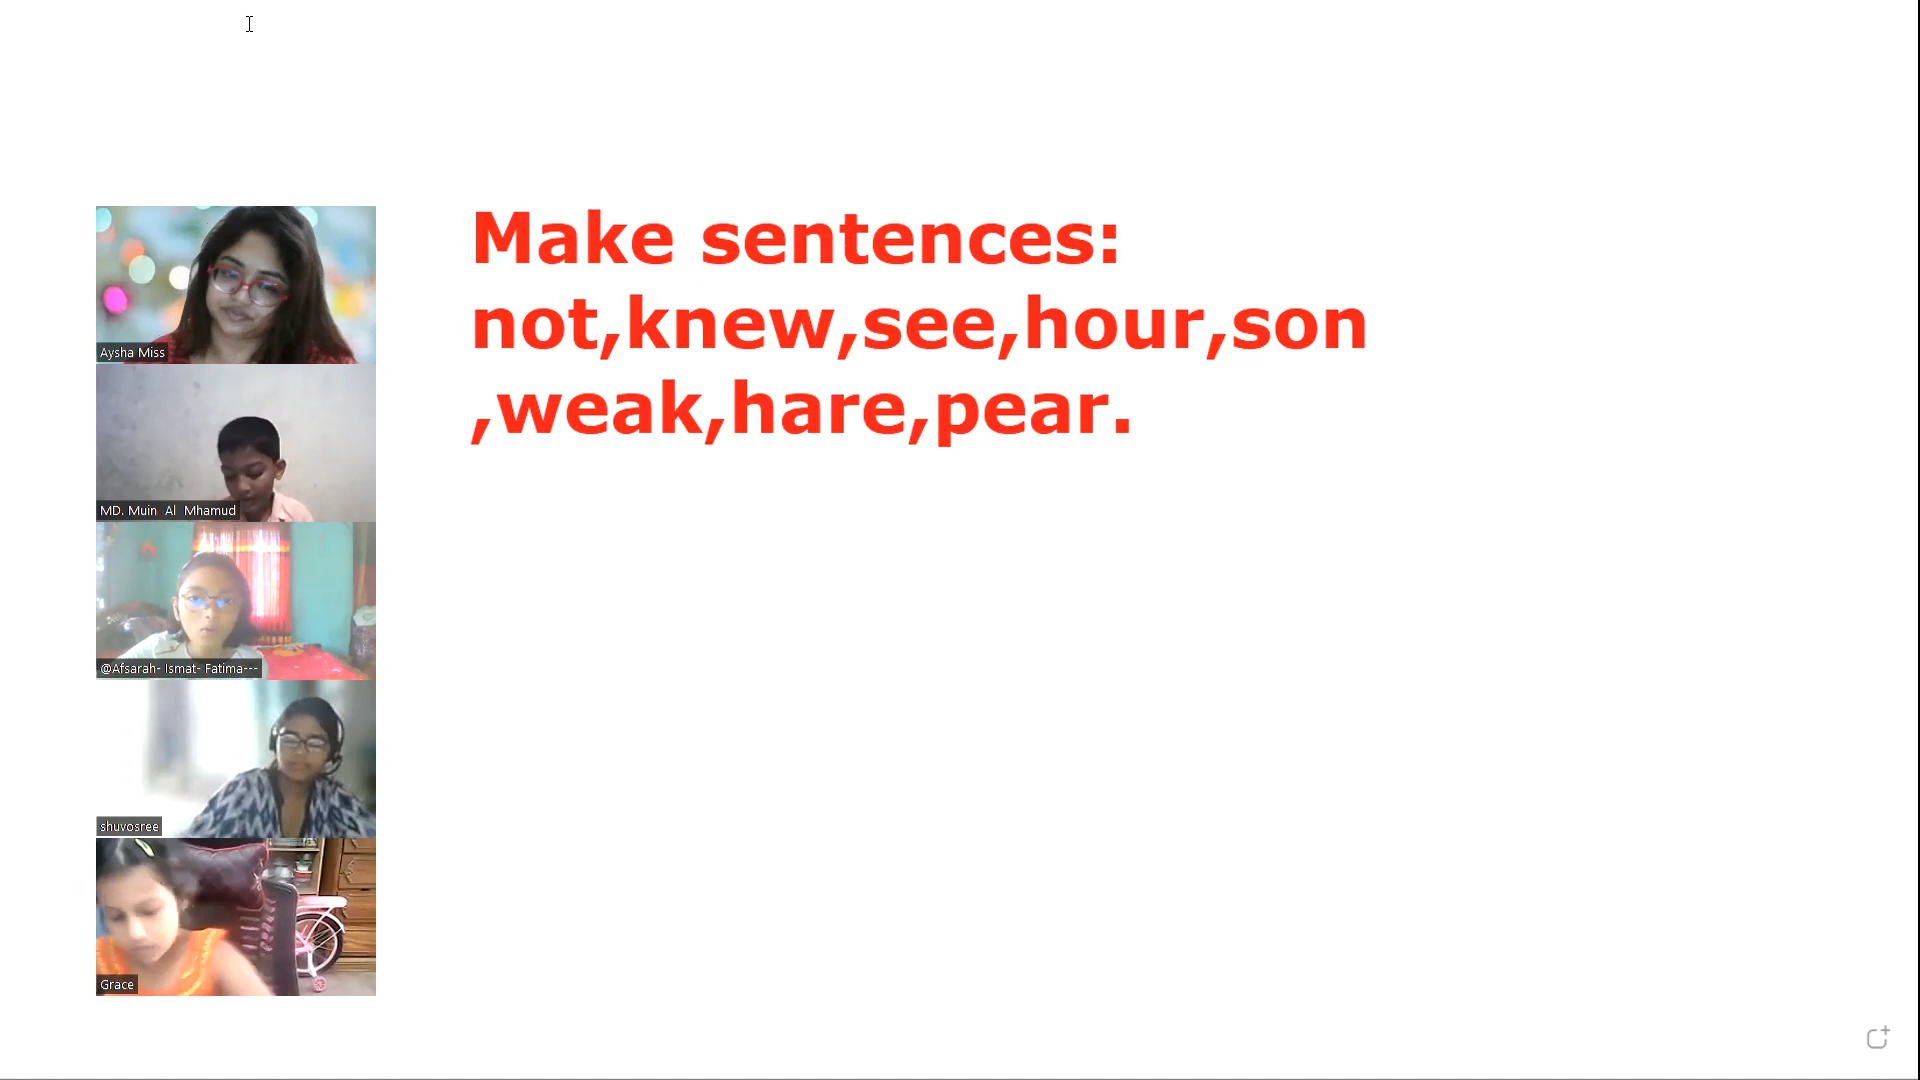 Make sentences:
not,knew,see,hour,son
,weak,hare,pear.
Aysha Miss
MD. Muin Al Mhamud
@Afsarah- Ismat- Fatima---
shuvosree
Grace